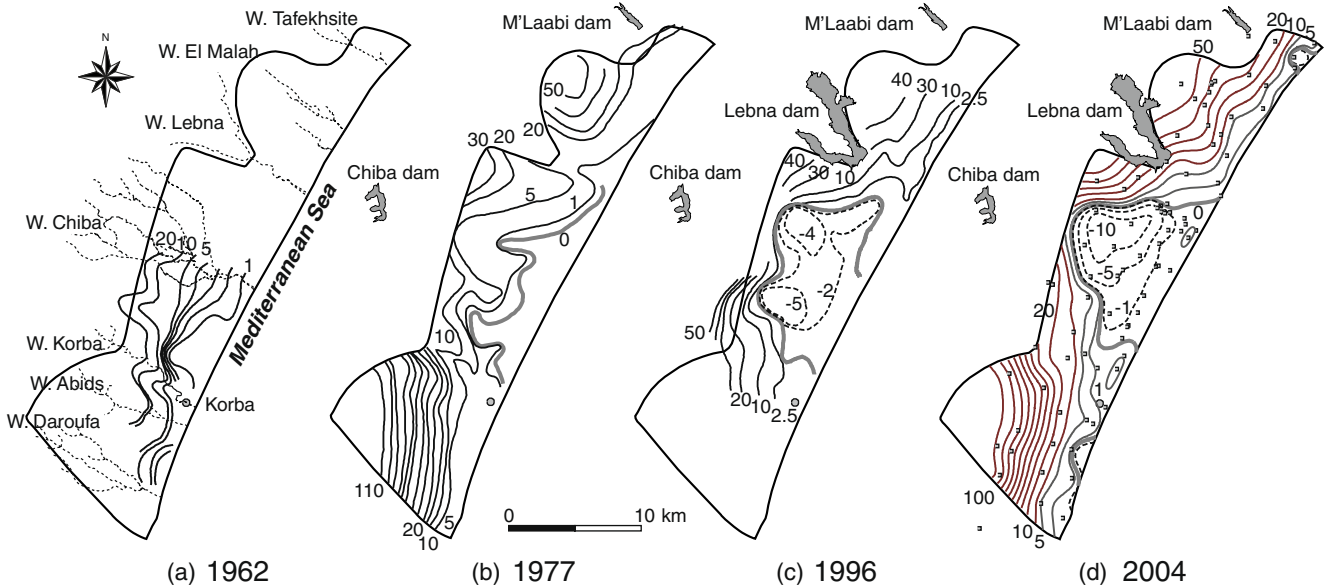 N
W. Tafekhsite
W. El Malah
W. Lebna
W. Chiba
20 10 5 1
W. Korba
W. Abids
W. Daroufa
Korba
Mediterranean Sea
(a) 1962
M'Laabi dam
50
30 20 20
Chiba dam
5
1
0
10
110
20
10
5
0 10 km
(b) 1977
M'Laabi dam
Lebna dam
40 30 10 2.5
Chiba dam
40
30
10
-4
-2
-5
50
20 10 2.5
(c) 1996
M'Laabi dam
20 10 5
50
Lebna dam
Chiba dam
0
-10
-5
-1
20
1
100
10
5
(d) 2004